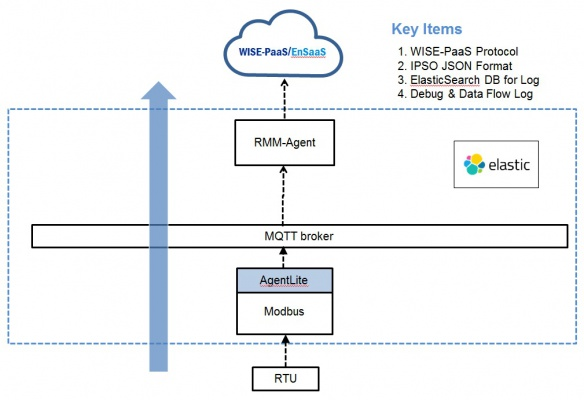 WISE-PaaS/EnSaaS
Key Items
1. WISE-PaaS Protocol
2. IPSO JSON Format
3. ElasticSearch DB for Log
4. Debug & Data Flow Log
RMM-Agent
elastic
MQTT broker
AgentLite
Modbus
RTU